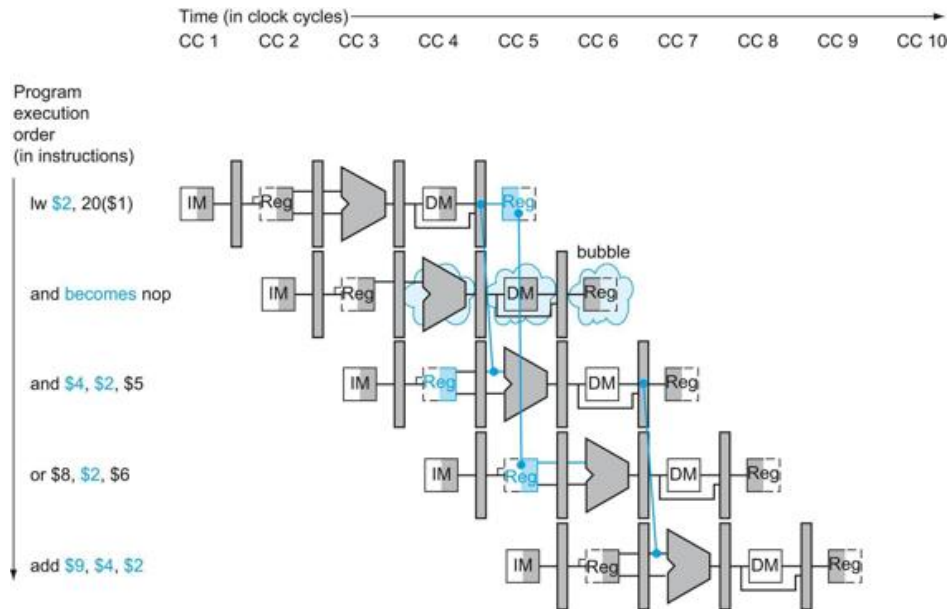 Time (in clock cycles)
CC 1 CC 2 CC 3 CC 4 CC 5 CC 6 CC 7 CC 8 CC 9 CC 10
Program
execution
order
(in instructions)
lw $2, 20($1) IM Reg DM Reg
bubble
and becomes nop IM Reg DM Reg
and $4, $2, $5 IM Reg DM Reg
or $8, $2, $6 IM Reg DM Reg
add $9, $4, $2 IM Reg DM Reg